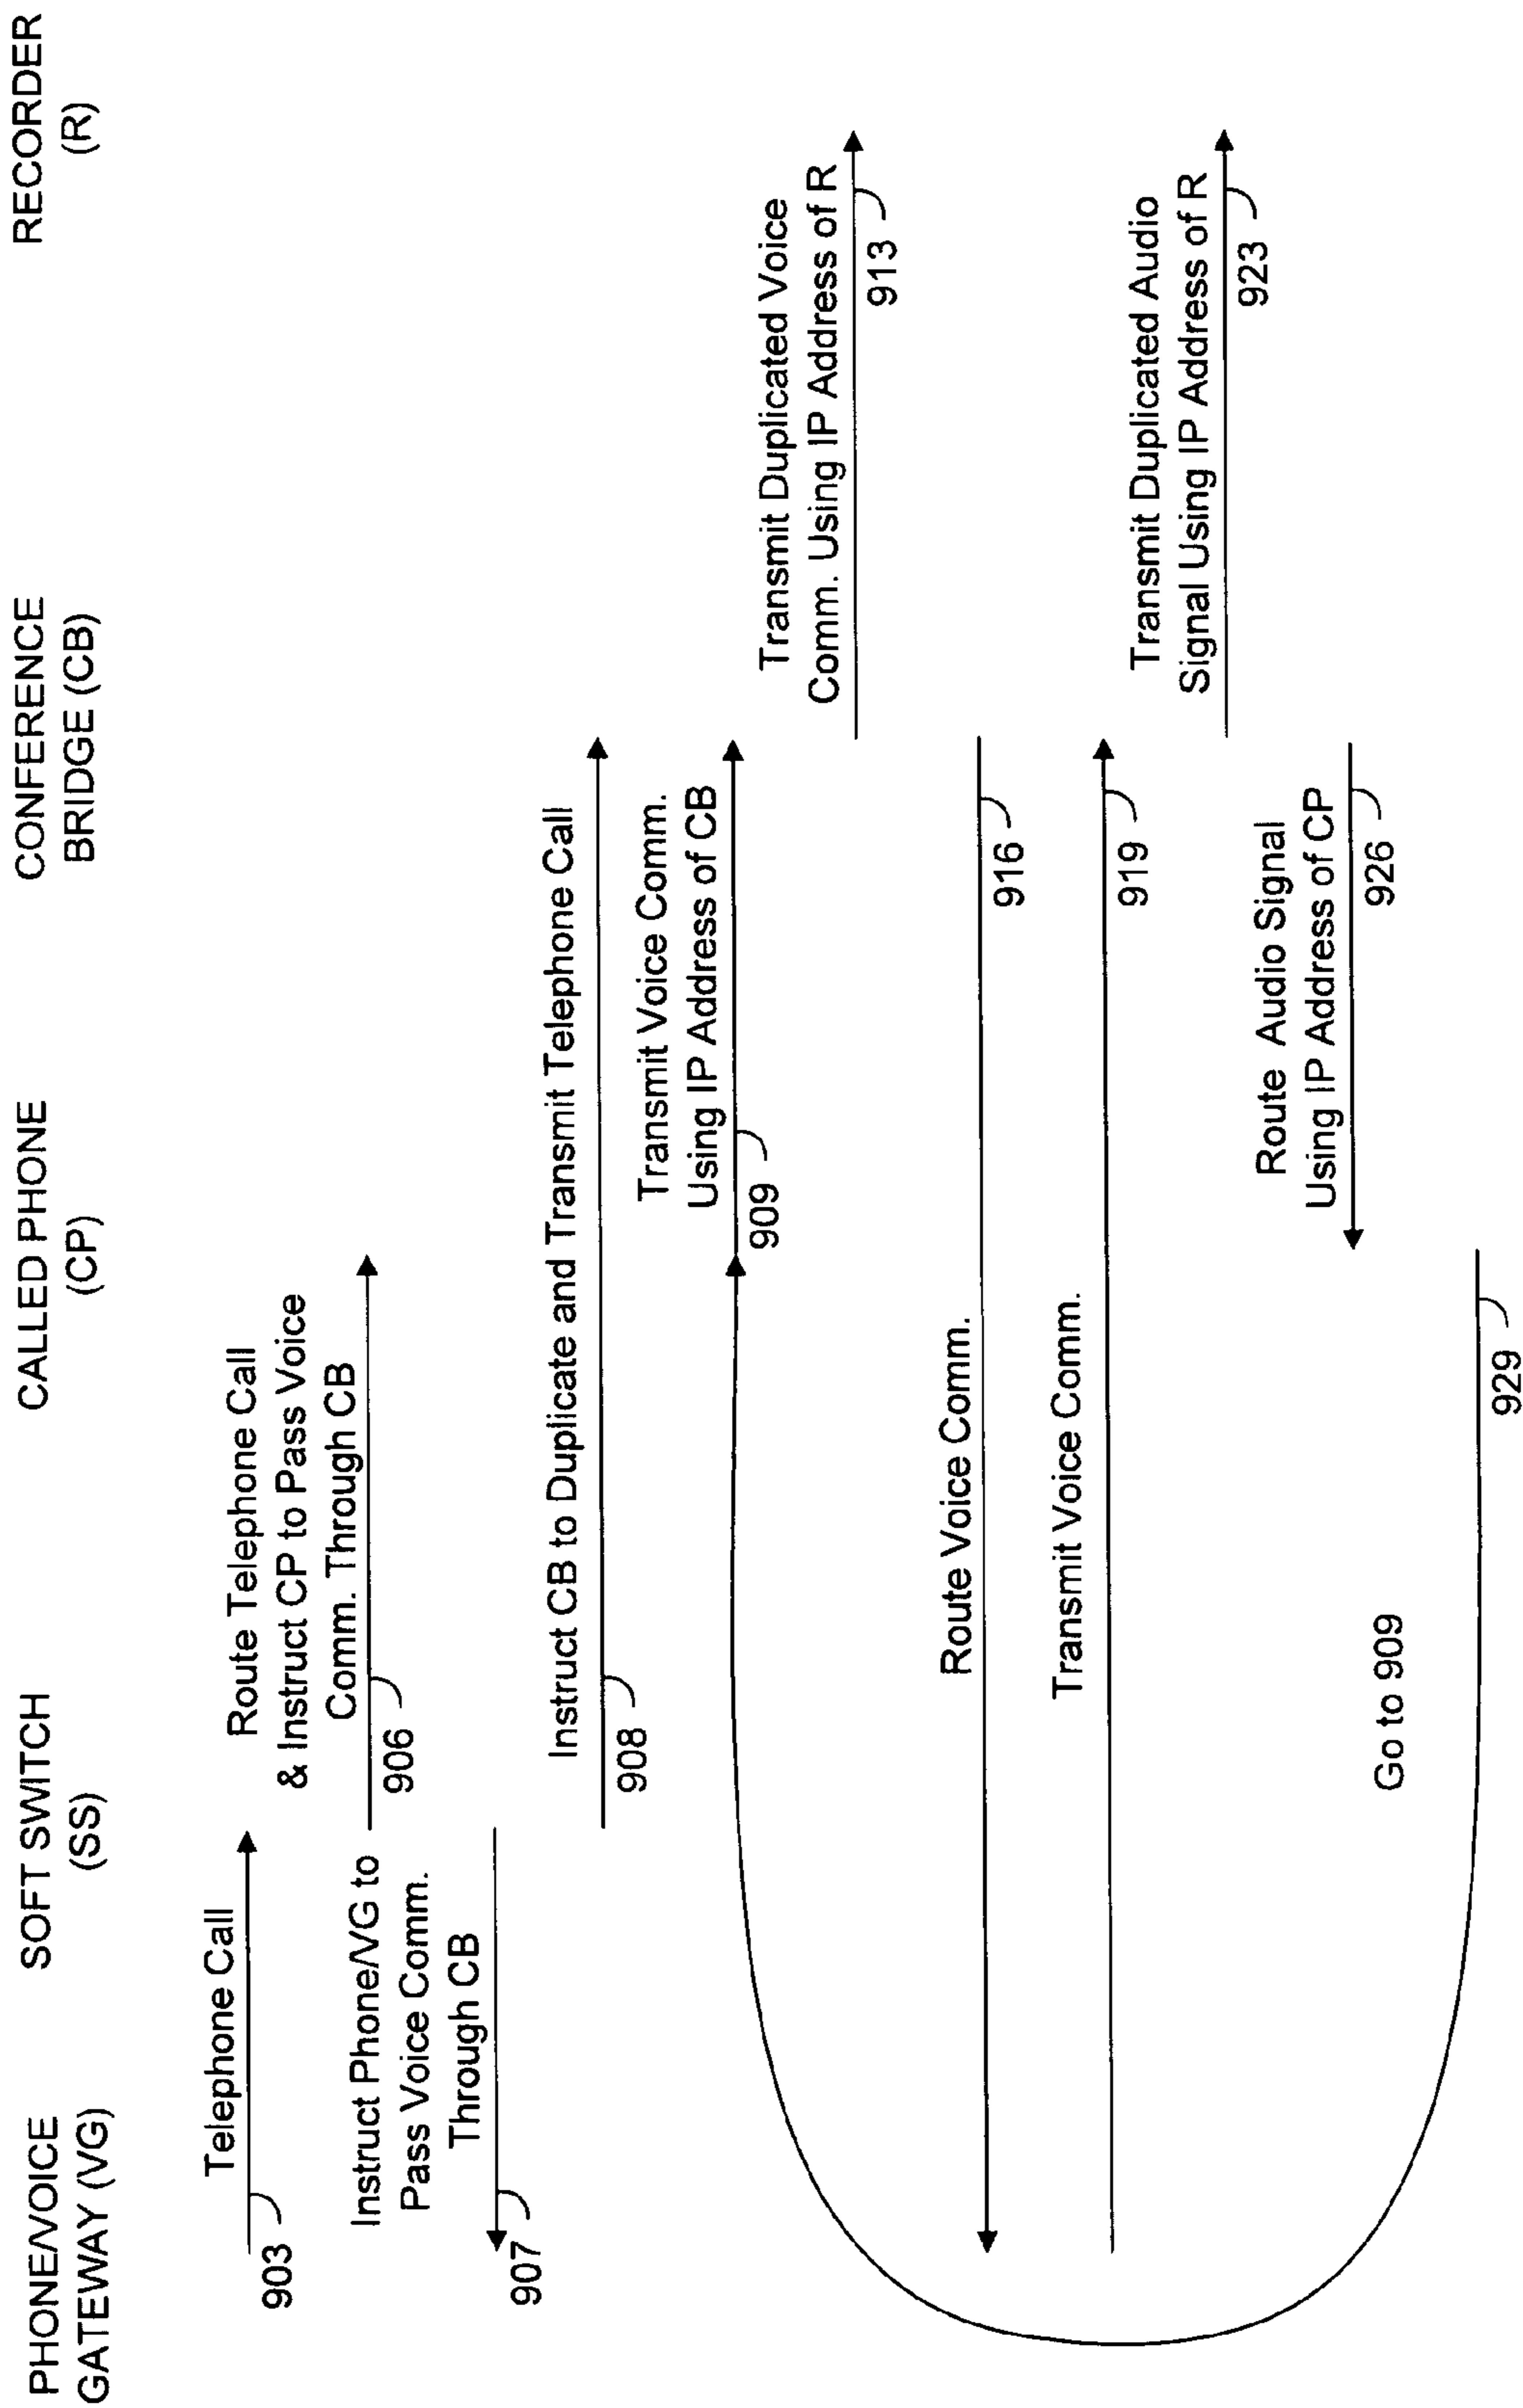 PHONE/VOICE
GATEWAY (VG)
SOFT SWITCH
(SS)
CALLED PHONE
(CP)
CONFERENCE
BRIDGE (CB)
RECORDER
(R)
Telephone Call
903
Route Telephone Call
& Instruct CP to Pass Voice
Comm. Through CB
906
Instruct Phone/VG to
Pass Voice Comm.
Through CB
907
Instruct CB to Duplicate and Transmit Telephone Call
908
Transmit Voice Comm.
Using IP Address of CB
909
Transmit Duplicated Voice
Comm. Using IP Address of R
913
Route Voice Comm.
916
Transmit Voice Comm.
919
Transmit Duplicated Audio
Signal Using IP Address of R
923
Route Audio Signal
Using IP Address of CP
926
Go to 909
929